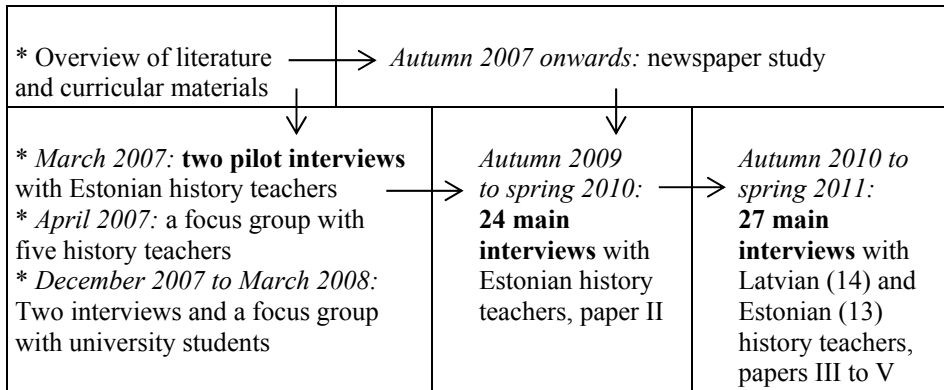 * Overview of literature
and curricular materials
Autumn 2007 onwards: newspaper study
* March 2007: two pilot interviews
with Estonian history teachers
* April 2007: a focus group with
five history teachers
* December 2007 to March 2008:
Two interviews and a focus group
with university students
Autumn 2009
to spring 2010:
24 main
interviews with
Estonian history
teachers, paper II
Autumn 2010 to
spring 2011:
27 main
interviews with
Latvian (14) and
Estonian (13)
history teachers,
papers III to V